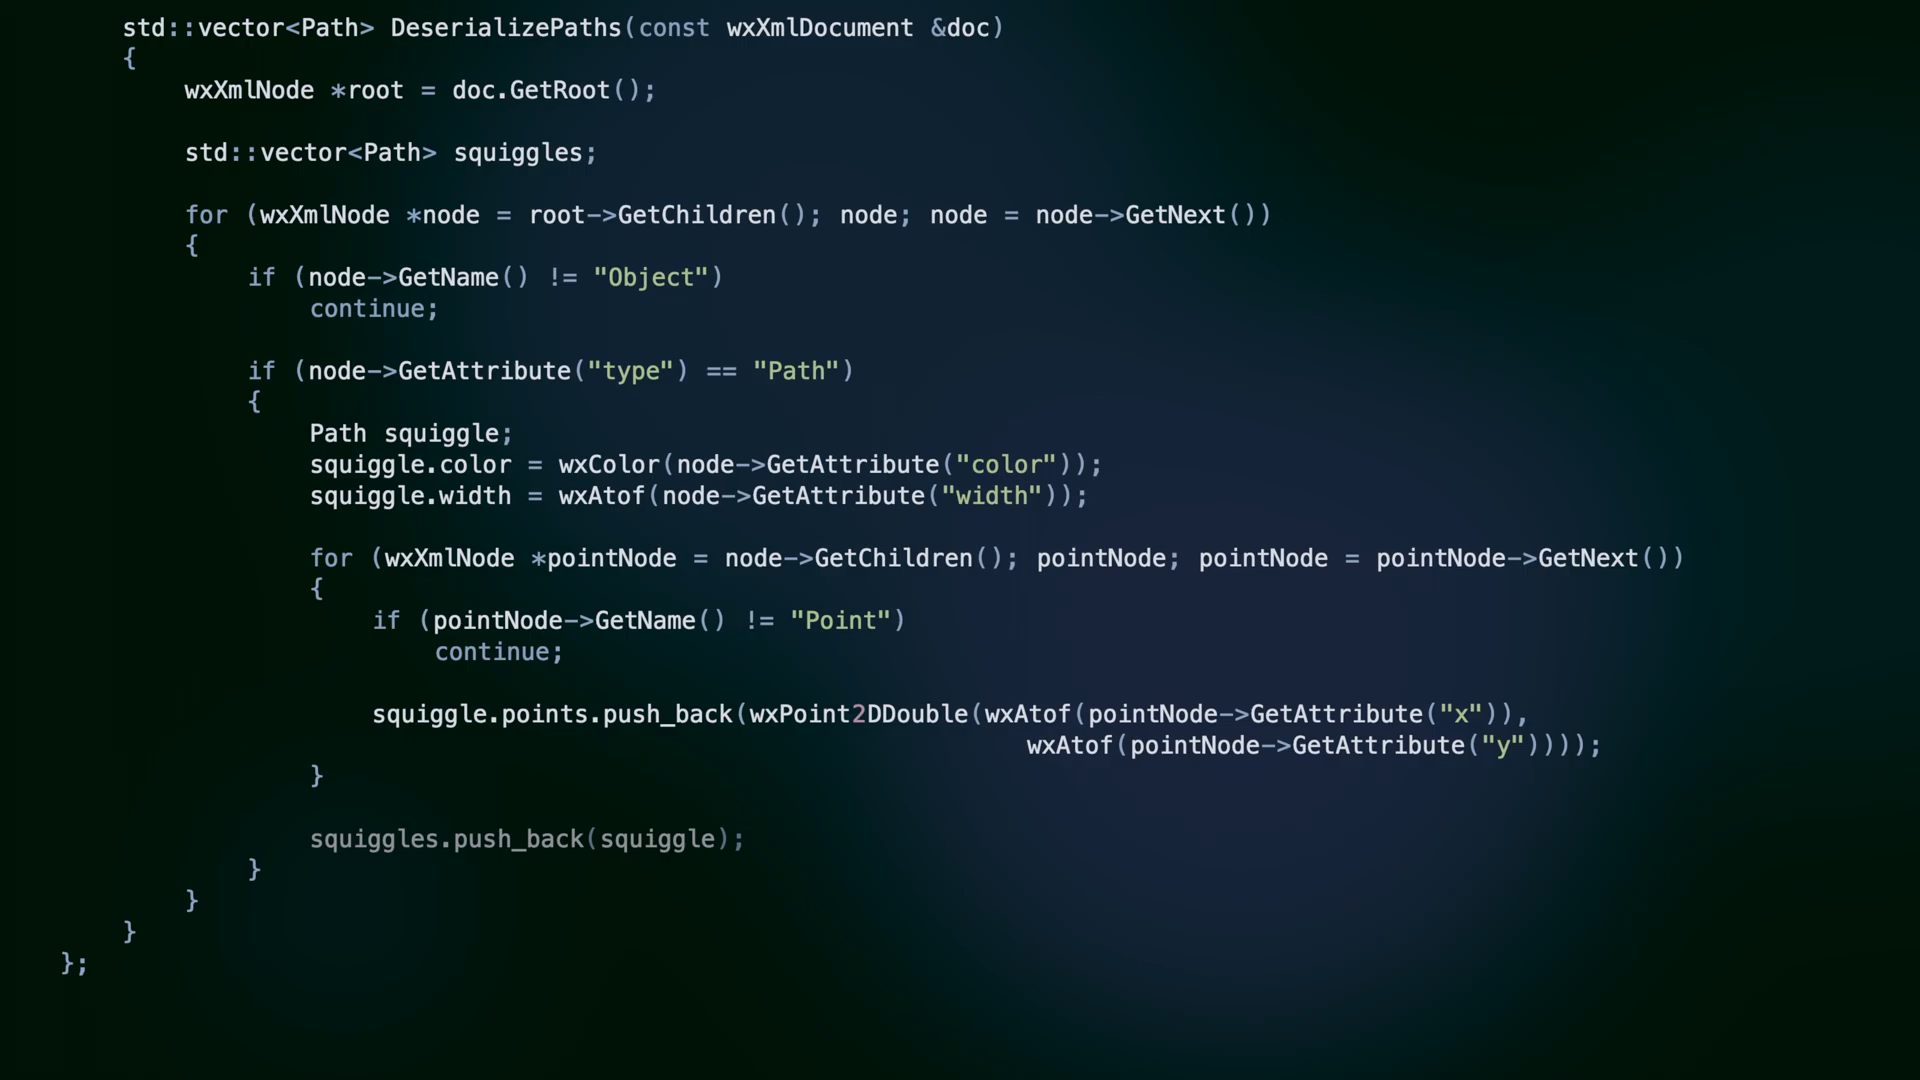 std::vector<Path> DeserializePaths(const wxXmlDocument &doc)
{
wxXmlNode *root = doc.GetRoot();
std::vector<Path> squiggles;
for (wxXmlNode *node = root->GetChildren(); node; node = node->GetNext())
{
if (node->GetName() != "Object")
continue;
if (node->GetAttribute("type") == "Path")
{
Path squiggle;
squiggle.color = wxColor(node->GetAttribute("color"));
squiggle.width = wxAtof(node->GetAttribute("width"));
for (wxXmlNode *pointNode = node->GetChildren(); pointNode; pointNode = pointNode->GetNext())
{
if (pointNode->GetName() != "Point")
continue;
squiggle.points.push_back(wxPoint2DDouble(wxAtof(pointNode->GetAttribute("x")),
wxAtof(pointNode->GetAttribute("y"))));
}
squiggles.push_back(squiggle);
}
}
}
};